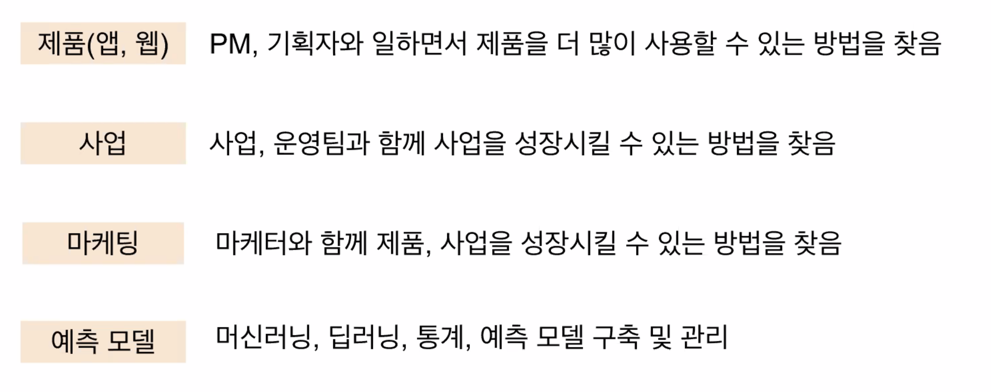 제품(앱, 웹) PM, 기획자와 일하면서 제품을 더 많이 사용할 수 있는 방법을 찾음
사업 사업, 운영팀과 함께 사업을 성장시킬 수 있는 방법을 찾음
마케팅 마케터와 함께 제품, 사업을 성장시킬 수 있는 방법을 찾음
예측 모델 머신러닝, 딥러닝, 통계, 예측 모델 구축 및 관리